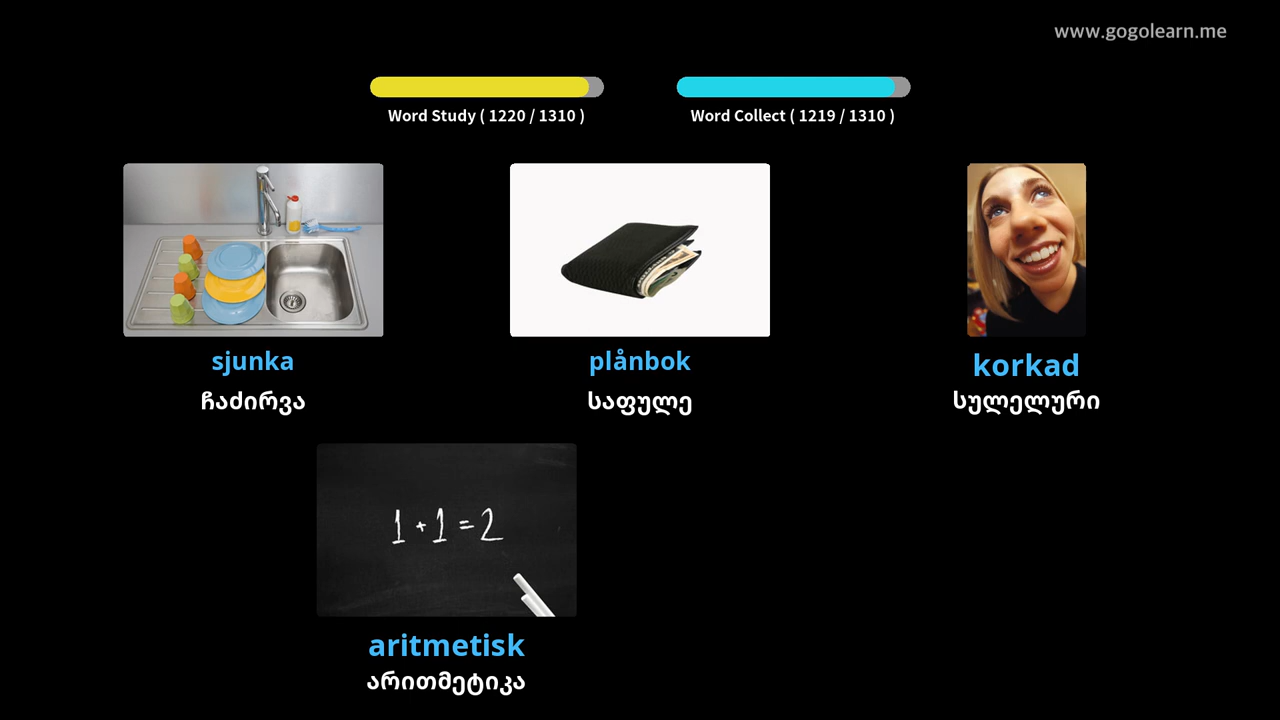 www.gogolearn.me
Word Study ( 1220 / 1310 )
Word Collect ( 1219 / 1310 )
sjunka
plånbok
korkad
ჩაძირვა
საფულე
სულელური
1 + 1 = 2
aritmetisk
არითმეტიკა